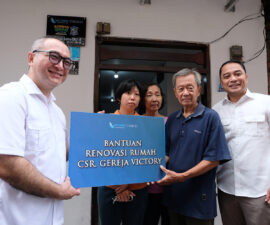 BANTUAN
RENOVASI RUMAH
CSR. GEREJA VICTORY